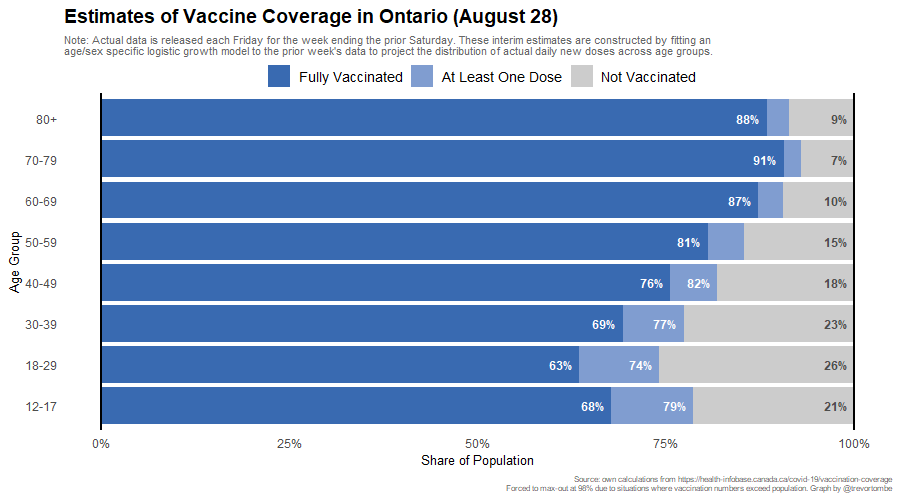 Estimates of Vaccine Coverage in Ontario (August 28)
Note: Actual data is released each Friday for the week ending the prior Saturday. These interim estimates are constructed by fitting an
age/sex specific logistic growth model to the prior week's data to project the distribution of actual daily new doses across age groups.
Fully Vaccinated At Least One Dose Not Vaccinated
Age Group
80+ 88% 9%
70-79 91% 7%
60-69 87% 10%
50-59 81% 15%
40-49 76% 82% 18%
30-39 69% 77% 23%
18-29 63% 74% 26%
12-17 68% 79% 21%
0% 25% 50% 75% 100%
Share of Population
Source: own calculations from https://health-infobase.canada.ca/covid-19/vaccination-coverage
Forced to max-out at 98% due to situations where vaccination numbers exceed population. Graph by @trevortombe